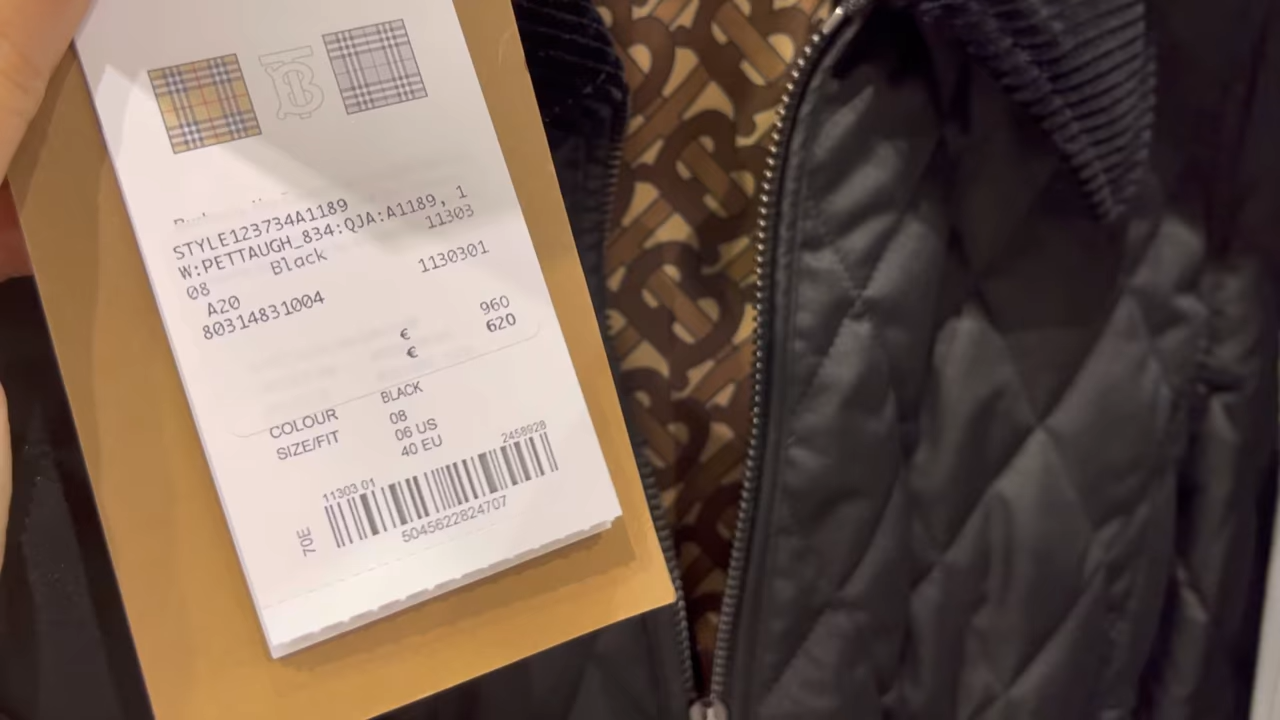 STYLE123734A1189
W:PETTAUGH_834:QJA:A1189, 1
08 Black 11303
A20 1130301
80314831004
€ 960
€ 620
COLOUR BLACK
SIZE/FIT 08
06 US
40 EU
11303 01 2458928
70E
5045622824707